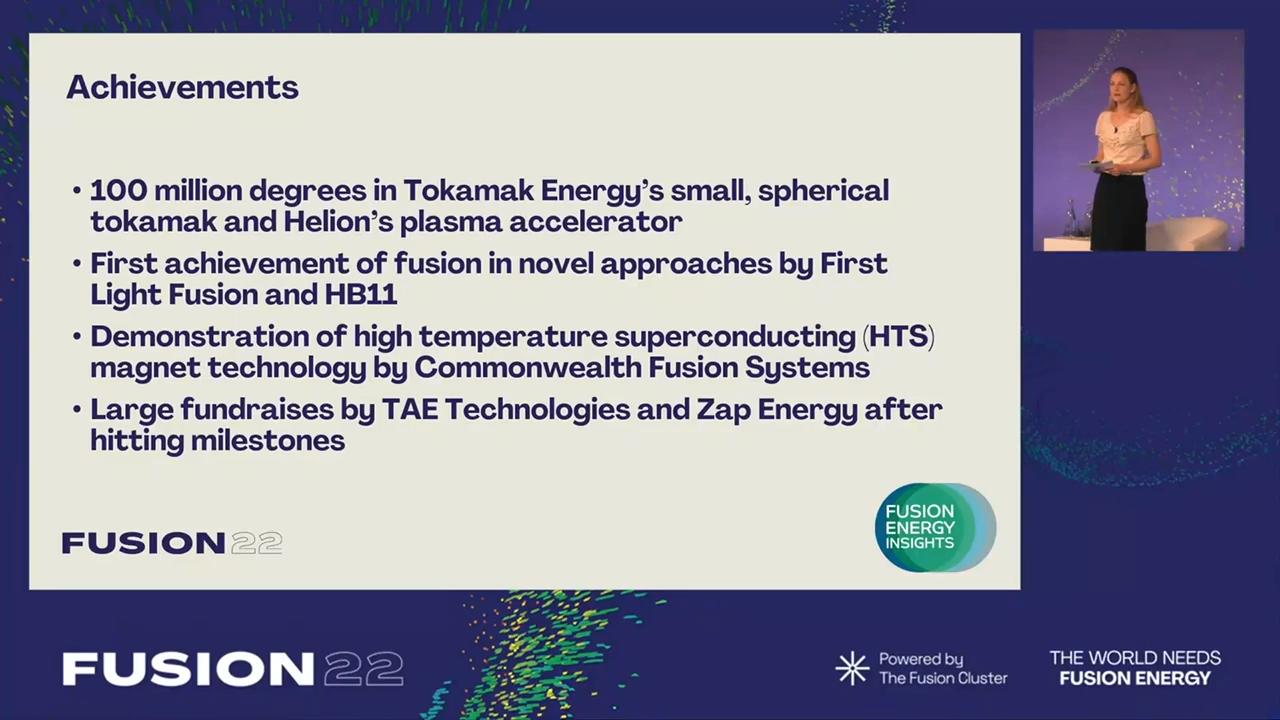 Achievements
• 100 million degrees in Tokamak Energy's small, spherical
tokamak and Helion's plasma accelerator
• First achievement of fusion in novel approaches by First
Light Fusion and HB11
• Demonstration of high temperature superconducting (HTS)
magnet technology by Commonwealth Fusion Systems
• Large fundraises by TAE Technologies and Zap Energy after
hitting milestones
FUSION22
FUSION
ENERGY
INSIGHTS
FUSION22
Powered by
The Fusion Cluster
THE WORLD NEEDS
FUSION ENERGY